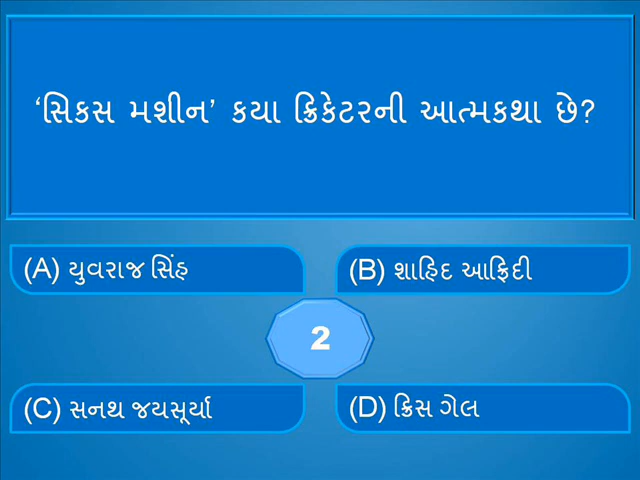 ‘સિકસ મશીન’ કયા ક્રિકેટરની આત્મકથા છે?
(A) યુવરાજ સિંહ
(B) શાહિદ આફ્રિદી
2
(C) સનથ જયસૂર્યા
(D) ક્રિસ ગેલ